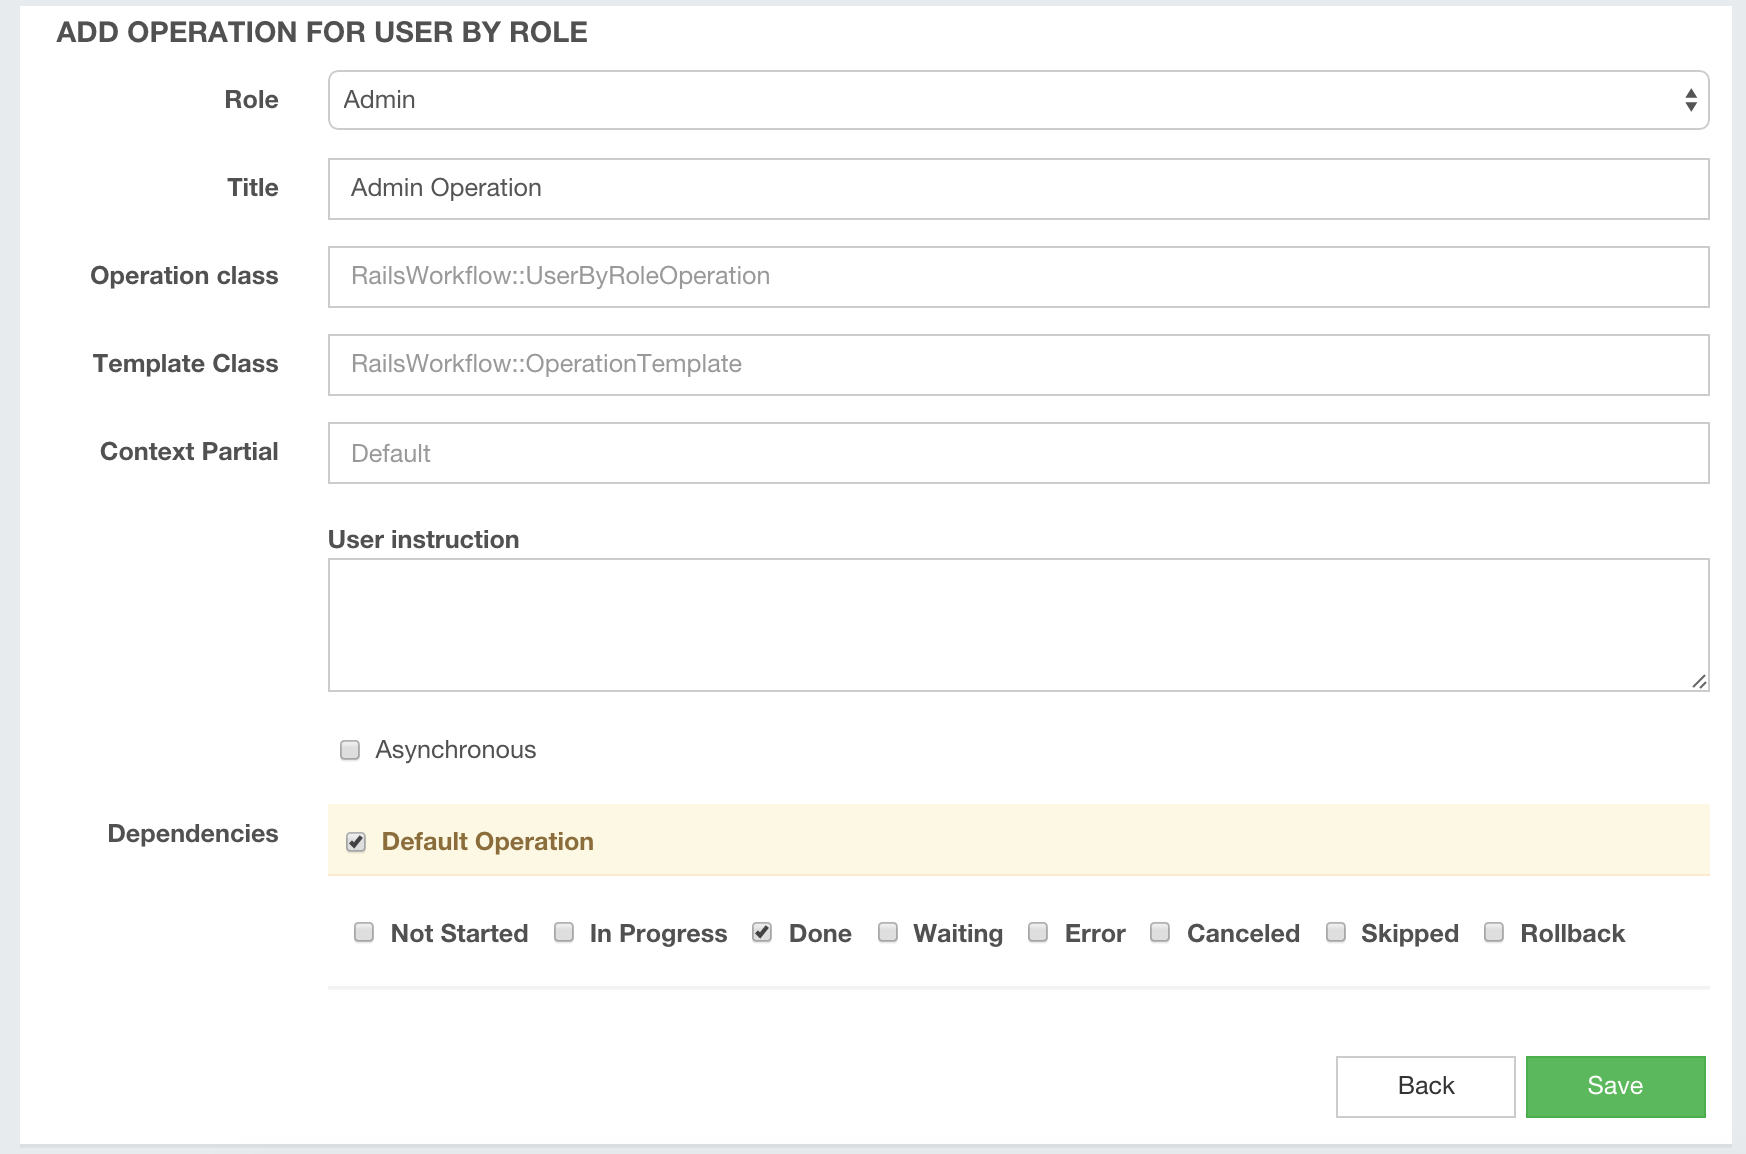 ADD OPERATION FOR USER BY ROLE
Role Admin
Title Admin Operation
Operation class RailsWorkflow::UserByRoleOperation
Template Class RailsWorkflow::OperationTemplate
Context Partial Default
User instruction
Asynchronous
Dependencies Default Operation
Not Started In Progress Done Waiting Error Canceled Skipped Rollback
Back Save